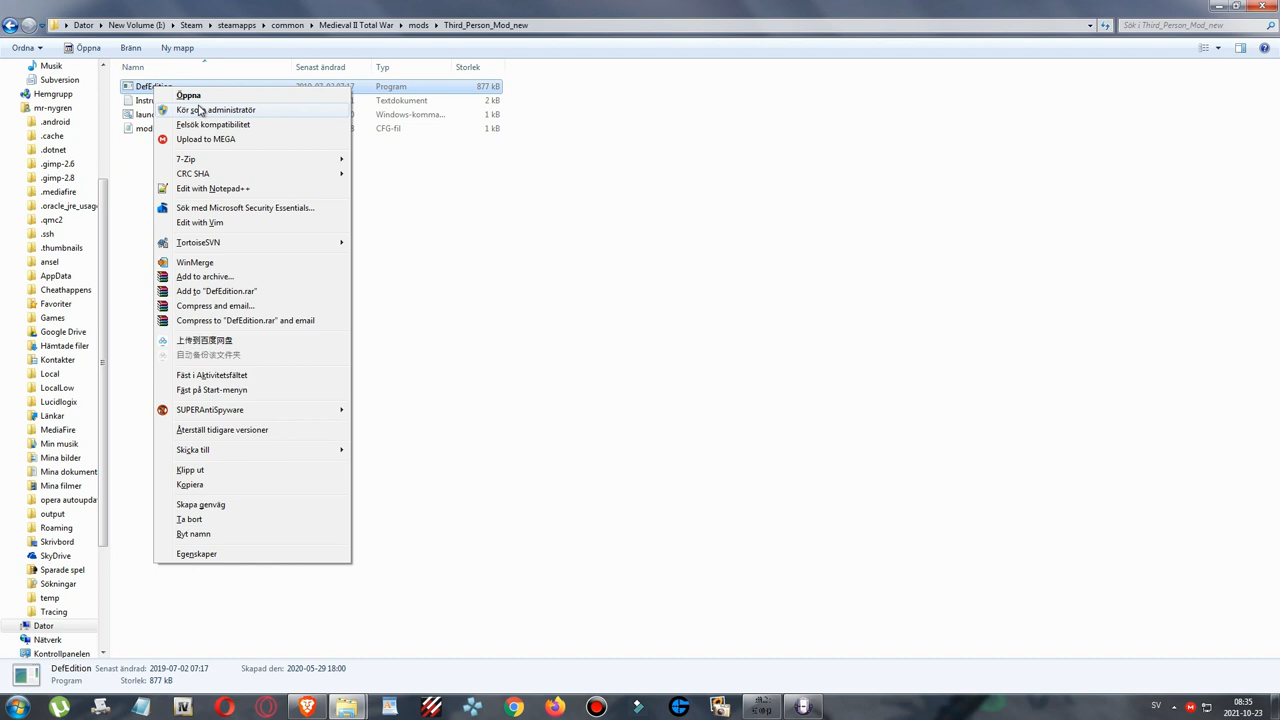 Dator ▸ New Volume (I:) ▸ Steam ▸ steamapps ▸ common ▸ Medieval II Total War ▸ mods ▸ Third_Person_Mod_new
Sök i Third_Person_Mod_new
Ordna Öppna Bränn Ny mapp
Namn Senast ändrad Typ Storlek
DefEdition 2019-07-02 07:17 Program 877 kB
Textdokument 2 kB
Windows-komma... 1 kB
CFG-fil 1 kB
Musik
Subversion
Hemgrupp
mr-nygren
.android
.cache
.dotnet
.gimp-2.6
.gimp-2.8
.mediafire
.oracle_jre_usage
.qmc2
.ssh
.thumbnails
ansel
AppData
Cheathappens
Favoriter
Games
Google Drive
Hämtade filer
Kontakter
Local
LocalLow
Lucidlogix
Länkar
MediaFire
Min musik
Mina bilder
Mina dokument
Mina filmer
opera autoupda
output
Roaming
Skrivbord
SkyDrive
Sparade spel
Sökningar
temp
Tracing
Dator
Nätverk
Kontrollpanelen
Öppna
Kör som administratör
Felsök kompatibilitet
Upload to MEGA
7-Zip
CRC SHA
Edit with Notepad++
Sök med Microsoft Security Essentials...
Edit with Vim
TortoiseSVN
WinMerge
Add to archive...
Add to "DefEdition.rar"
Compress and email...
Compress to "DefEdition.rar" and email
上传到百度网盘
自动备份该文件夹
Fäst i Aktivitetsfältet
Fäst på Start-menyn
SUPERAntiSpyware
Återställ tidigare versioner
Skicka till
Klipp ut
Kopiera
Skapa genväg
Ta bort
Byt namn
Egenskaper
DefEdition Senast ändrad: 2019-07-02 07:17 Skapad den: 2020-05-29 18:00
Program Storlek: 877 kB
SV 08:35
2021-10-23